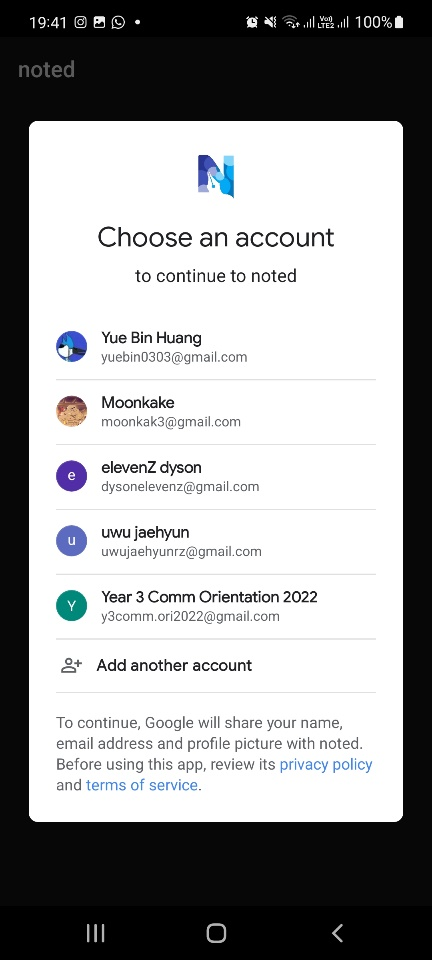 19:41
Vo)) LTE2 100%
noted
N
Choose an account
to continue to noted
Yue Bin Huang
yuebin0303@gmail.com
Moonkake
moonkak3@gmail.com
e
elevenZ dyson
dysonelevenz@gmail.com
u
uwu jaehyun
uwujaehyunrz@gmail.com
Y
Year 3 Comm Orientation 2022
y3comm.ori2022@gmail.com
Add another account
To continue, Google will share your name,
email address and profile picture with noted.
Before using this app, review its privacy policy
and terms of service.